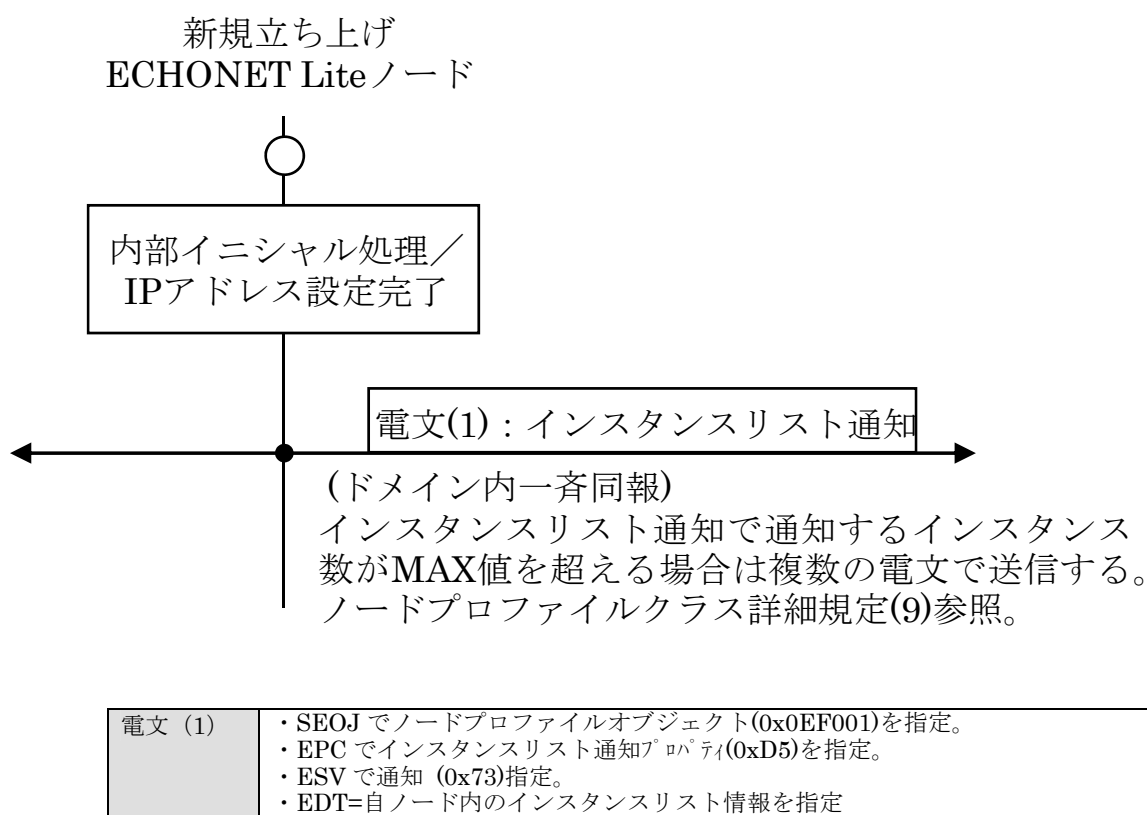 新規立ち上げ
ECHONET Liteノード
内部イニシャル処理／
IPアドレス設定完了
電文(1)：インスタンスリスト通知
(ドメイン内一斉同報)
インスタンスリスト通知で通知するインスタンス
数がMAX値を超える場合は複数の電文で送信する。
ノードプロファイルクラス詳細規定(9)参照。
電文（1）
・SEOJ でノードプロファイルオブジェクト(0x0EF001)を指定。
・EPC でインスタンスリスト通知ﾌﾟﾛﾊﾟﾃｨ(0xD5)を指定。
・ESV で通知 (0x73)指定。
・EDT=自ノード内のインスタンスリスト情報を指定